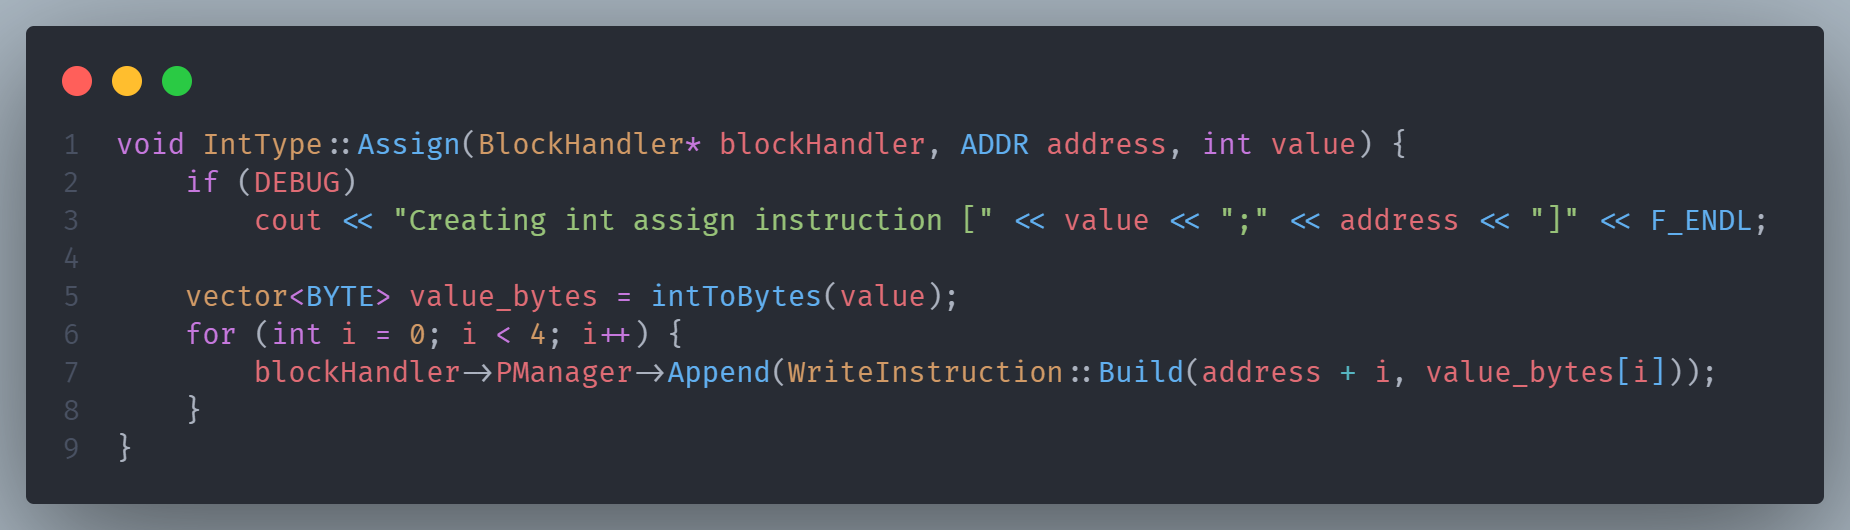 1 void IntType::Assign(BlockHandler* blockHandler, ADDR address, int value) {
2 if (DEBUG)
3 cout << "Creating int assign instruction [" << value << ";" << address << "]" << F_ENDL;
4
5 vector<BYTE> value_bytes = intToBytes(value);
6 for (int i = 0; i < 4; i++) {
7 blockHandler->PManager->Append(WriteInstruction::Build(address + i, value_bytes[i]));
8 }
9 }